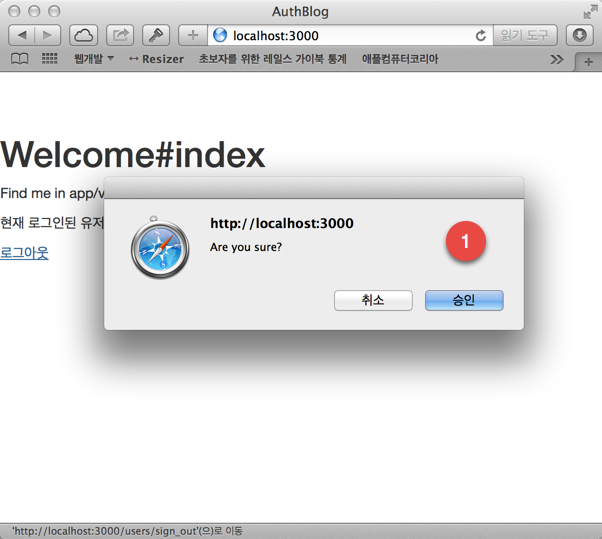 AuthBlog
localhost:3000
읽기 도구
웹개발 ▼ ↔ Resizer 초보자를 위한 레일스 가이북 통계 애플컴퓨터코리아
Welcome#index
Find me in app/v
현재 로그인된 유저
로그아웃
http://localhost:3000
Are you sure?
1
취소 승인
'http://localhost:3000/users/sign_out'(으)로 이동